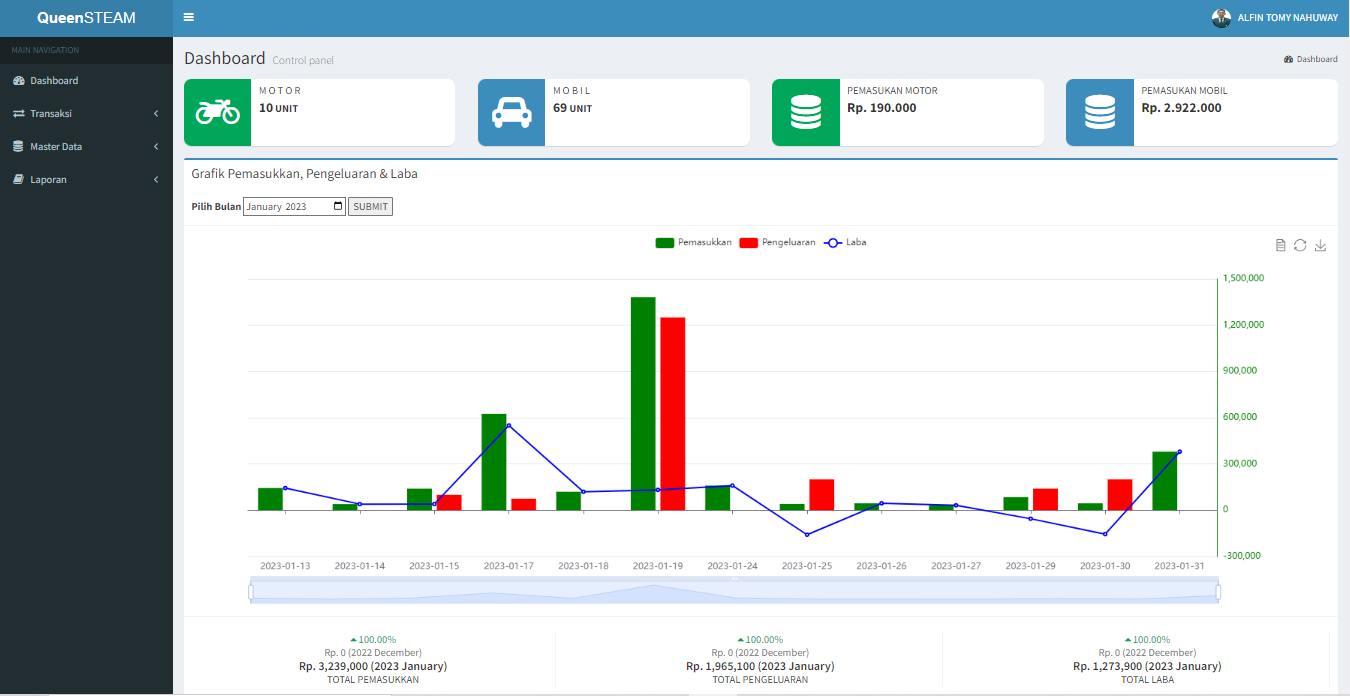 QueenSTEAM
ALFIN TOMY NAHUWAY
MAIN NAVIGATION
Dashboard
Transaksi
Master Data
Laporan
Dashboard Control panel
Dashboard
MOTOR
10 UNIT
MOBIL
69 UNIT
PEMASUKAN MOTOR
Rp. 190.000
PEMASUKAN MOBIL
Rp. 2.922.000
Grafik Pemasukkan, Pengeluaran & Laba
Pilih Bulan January 2023 SUBMIT
Pemasukkan Pengeluaran Laba
1,500,000
1,200,000
900,000
600,000
300,000
0
-300,000
2023-01-13 2023-01-14 2023-01-15 2023-01-17 2023-01-18 2023-01-19 2023-01-24 2023-01-25 2023-01-26 2023-01-27 2023-01-29 2023-01-30 2023-01-31
100.00%
Rp. 0 (2022 December)
Rp. 3,239,000 (2023 January)
TOTAL PEMASUKKAN
100.00%
Rp. 0 (2022 December)
Rp. 1,965,100 (2023 January)
TOTAL PENGELUARAN
100.00%
Rp. 0 (2022 December)
Rp. 1,273,900 (2023 January)
TOTAL LABA